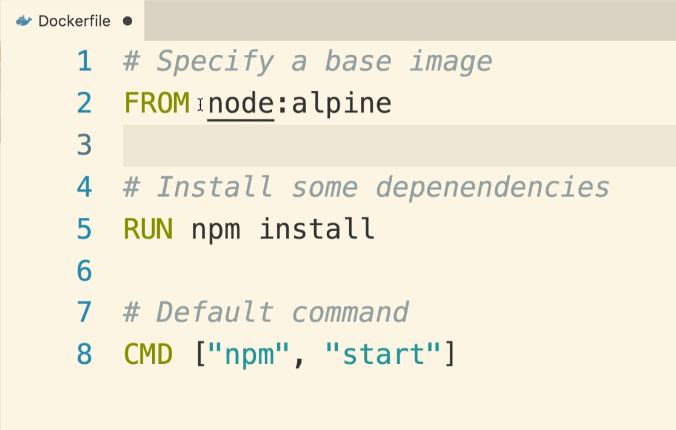 Dockerfile
1 # Specify a base image
2 FROM node:alpine
3
4 # Install some depenendencies
5 RUN npm install
6
7 # Default command
8 CMD ["npm", "start"]